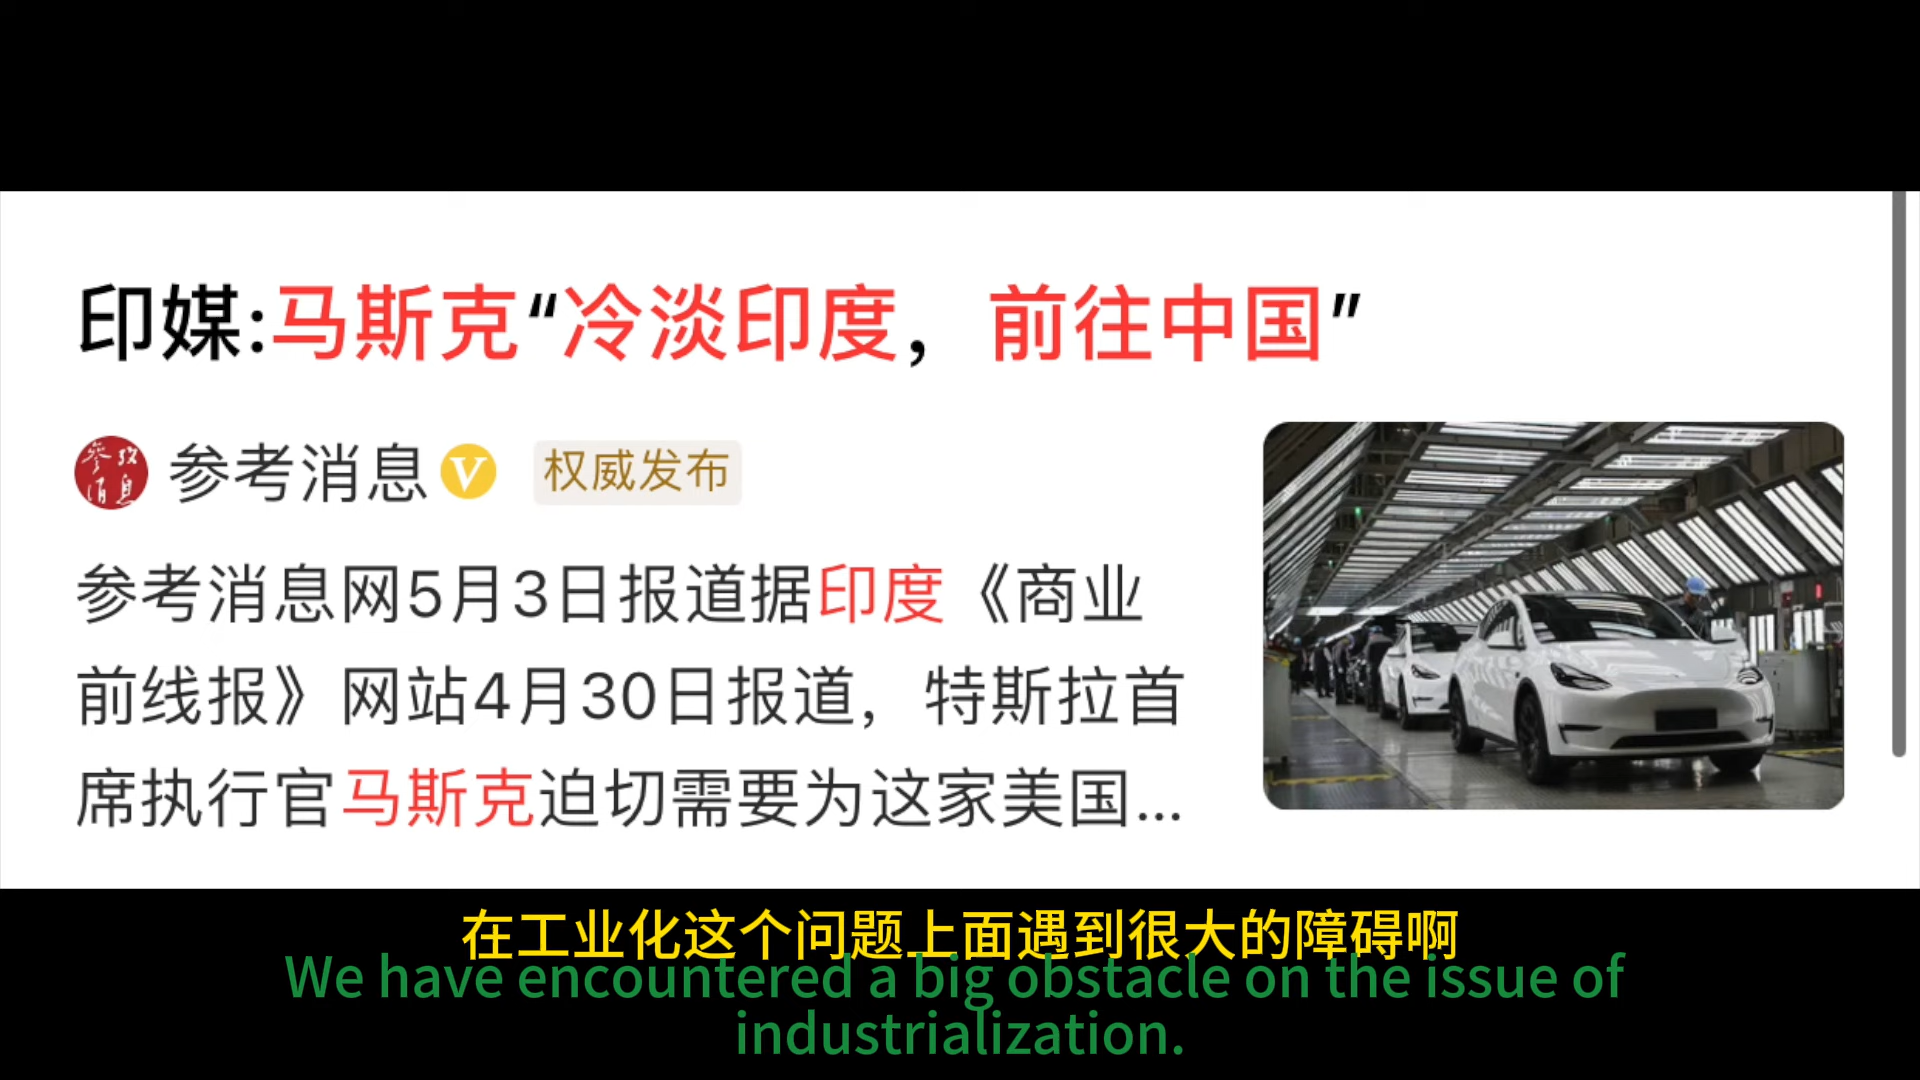 印媒:马斯克“冷淡印度，前往中国”
参考消息 V 权威发布
参考消息网5月3日报道据印度《商业
前线报》网站4月30日报道，特斯拉首
席执行官马斯克迫切需要为这家美国...
在工业化这个问题上面遇到很大的障碍啊
We have encountered a big obstacle on the issue of
industrialization.